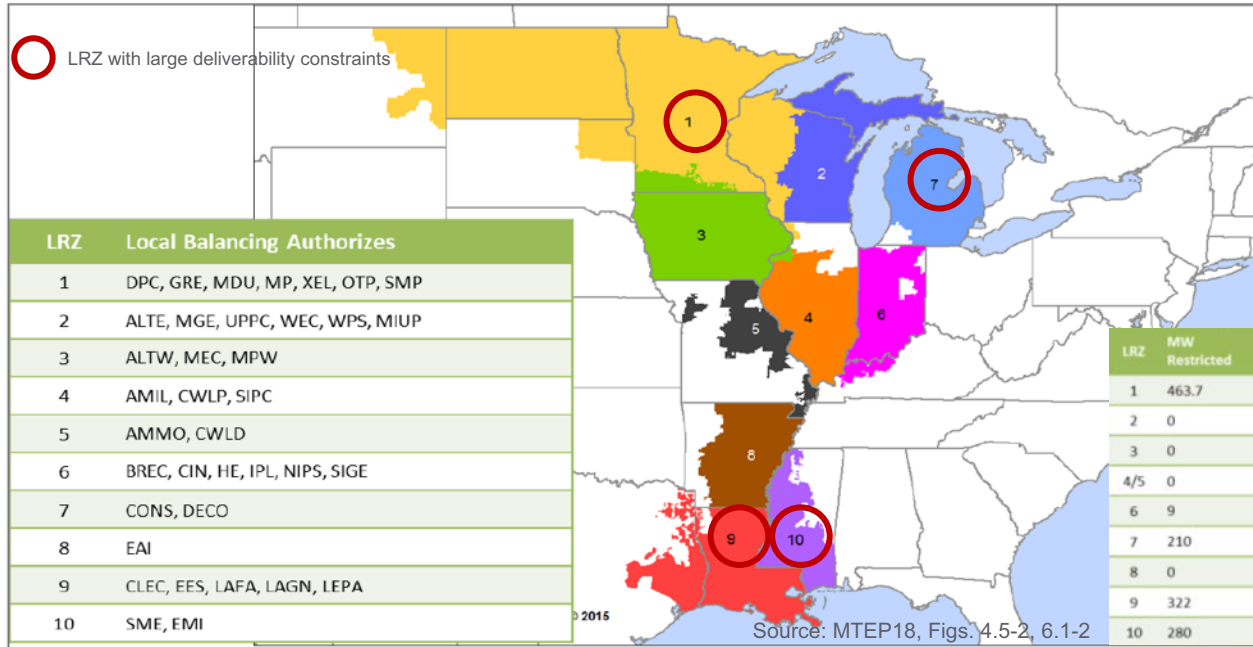 LRZ with large deliverability constraints
1
2
7
3
4
5
6
8
9
10
LRZ Local Balancing Authorizes
1 DPC, GRE, MDU, MP, XEL, OTP, SMP
2 ALTE, MGE, UPPC, WEC, WPS, MIUP
3 ALTW, MEC, MPW
4 AMIL, CWLP, SIPC
5 AMMO, CWLD
6 BREC, CIN, HE, IPL, NIPS, SIGE
7 CONS, DECO
8 EAI
9 CLEC, EES, LAFA, LAGN, LEPA
10 SME, EMI
LRZ MW Restricted
1 463.7
2 0
3 0
4/5 0
6 9
7 210
8 0
9 322
10 280
© 2015
Source: MTEP18, Figs. 4.5-2, 6.1-2